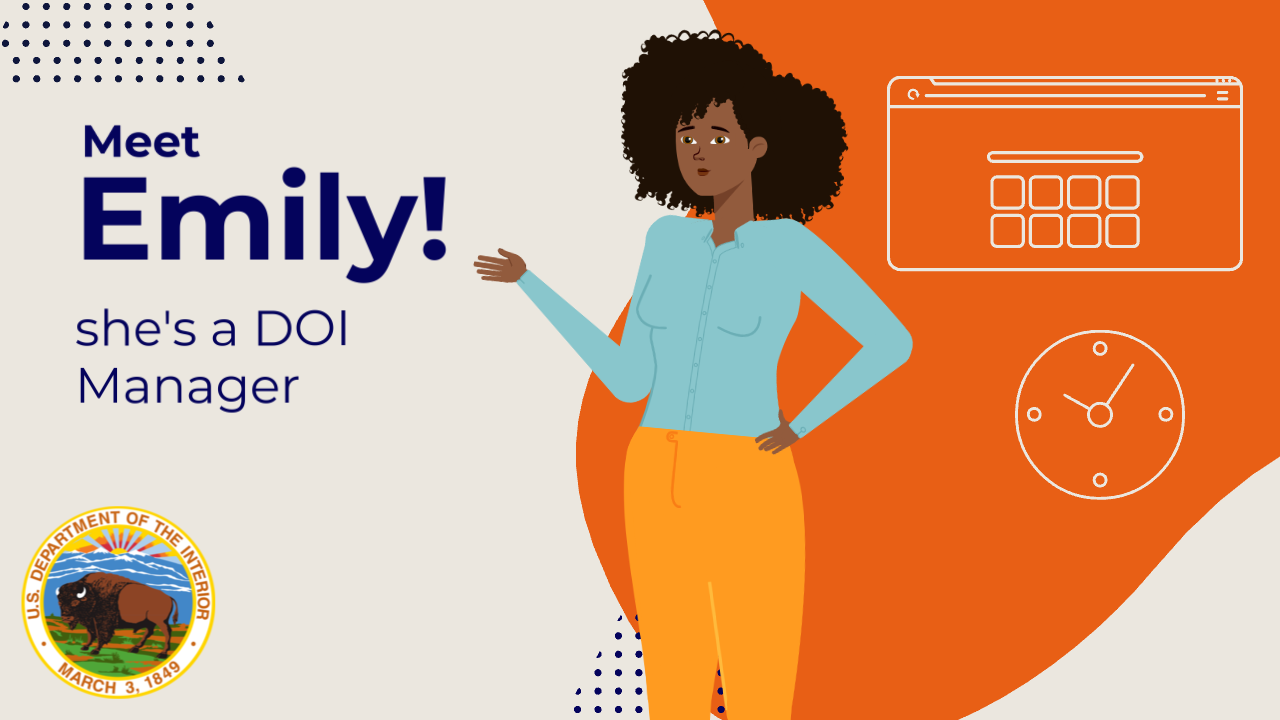 Meet
Emily!
she's a DOI
Manager
U.S. DEPARTMENT OF THE INTERIOR
MARCH 3, 1849